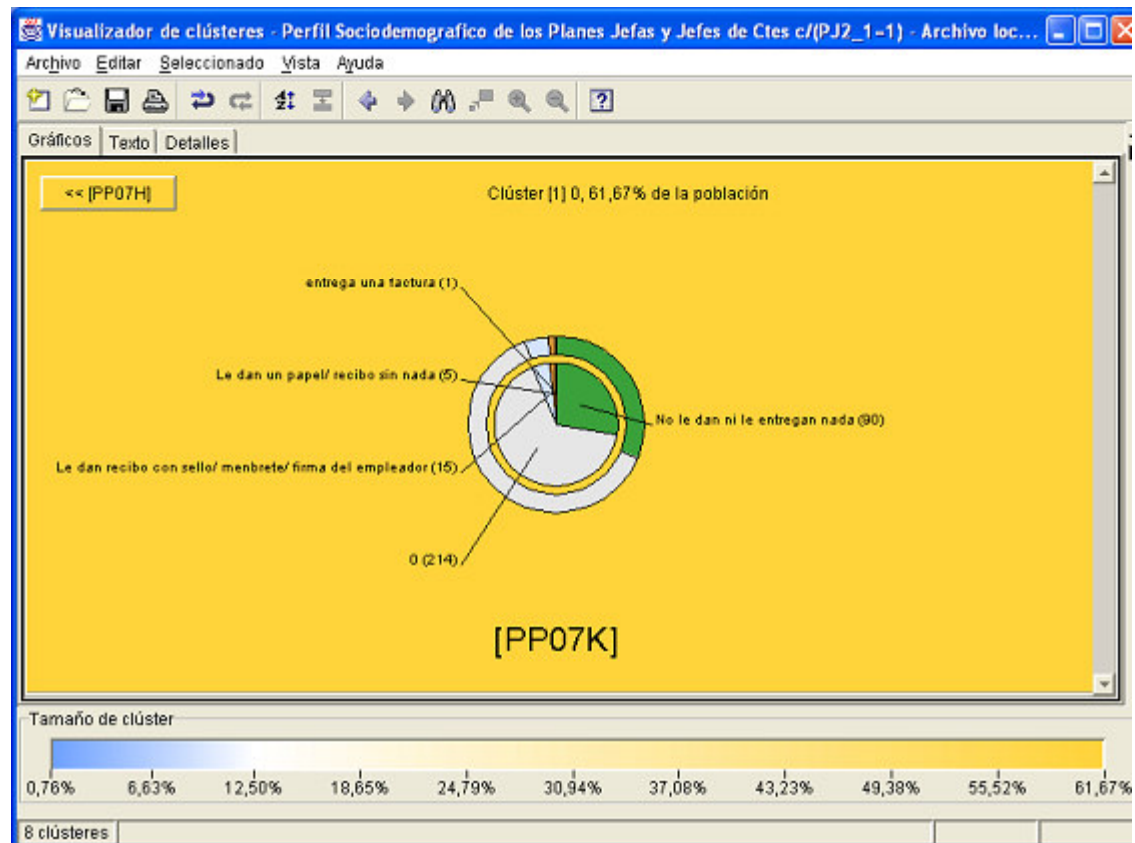 Visualizador de clústeres - Perfil Sociodemografico de los Planes Jefas y Jefes de Ctes c/(PJ2_1=1) - Archivo loc...
Archivo Editar Seleccionado Vista Ayuda
Gráficos Texto Detalles
<< [PP07H]
Clúster [1] 0, 61,67% de la población
entrega una factura (1)
Le dan un papel/ recibo sin nada (5)
No le dan ni le entregan nada (90)
Le dan recibo con sello/ menbrete/ firma del empleador (15)
0 (214)
[PP07K]
Tamaño de clúster
0,76% 6,63% 12,50% 18,65% 24,79% 30,94% 37,08% 43,23% 49,38% 55,52% 61,67%
8 clústeres